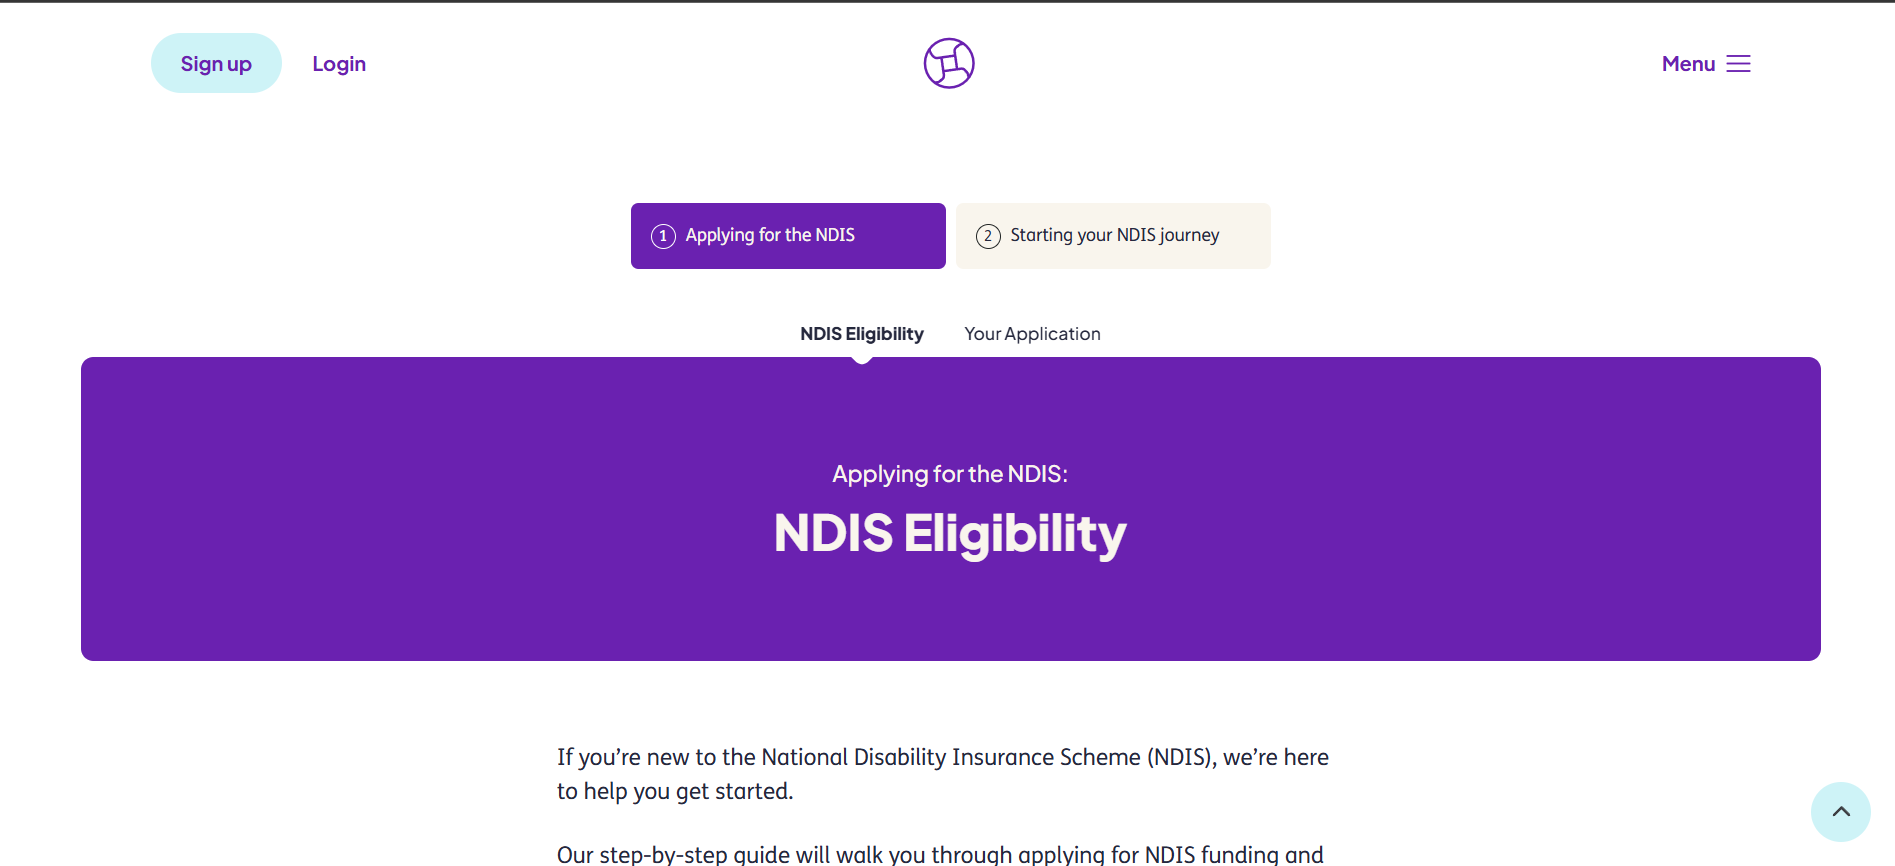 Sign up
Login
Menu
1 Applying for the NDIS
2 Starting your NDIS journey
NDIS Eligibility
Your Application
Applying for the NDIS:
NDIS Eligibility
If you’re new to the National Disability Insurance Scheme (NDIS), we’re here
to help you get started.
Our step-by-step guide will walk you through applying for NDIS funding and